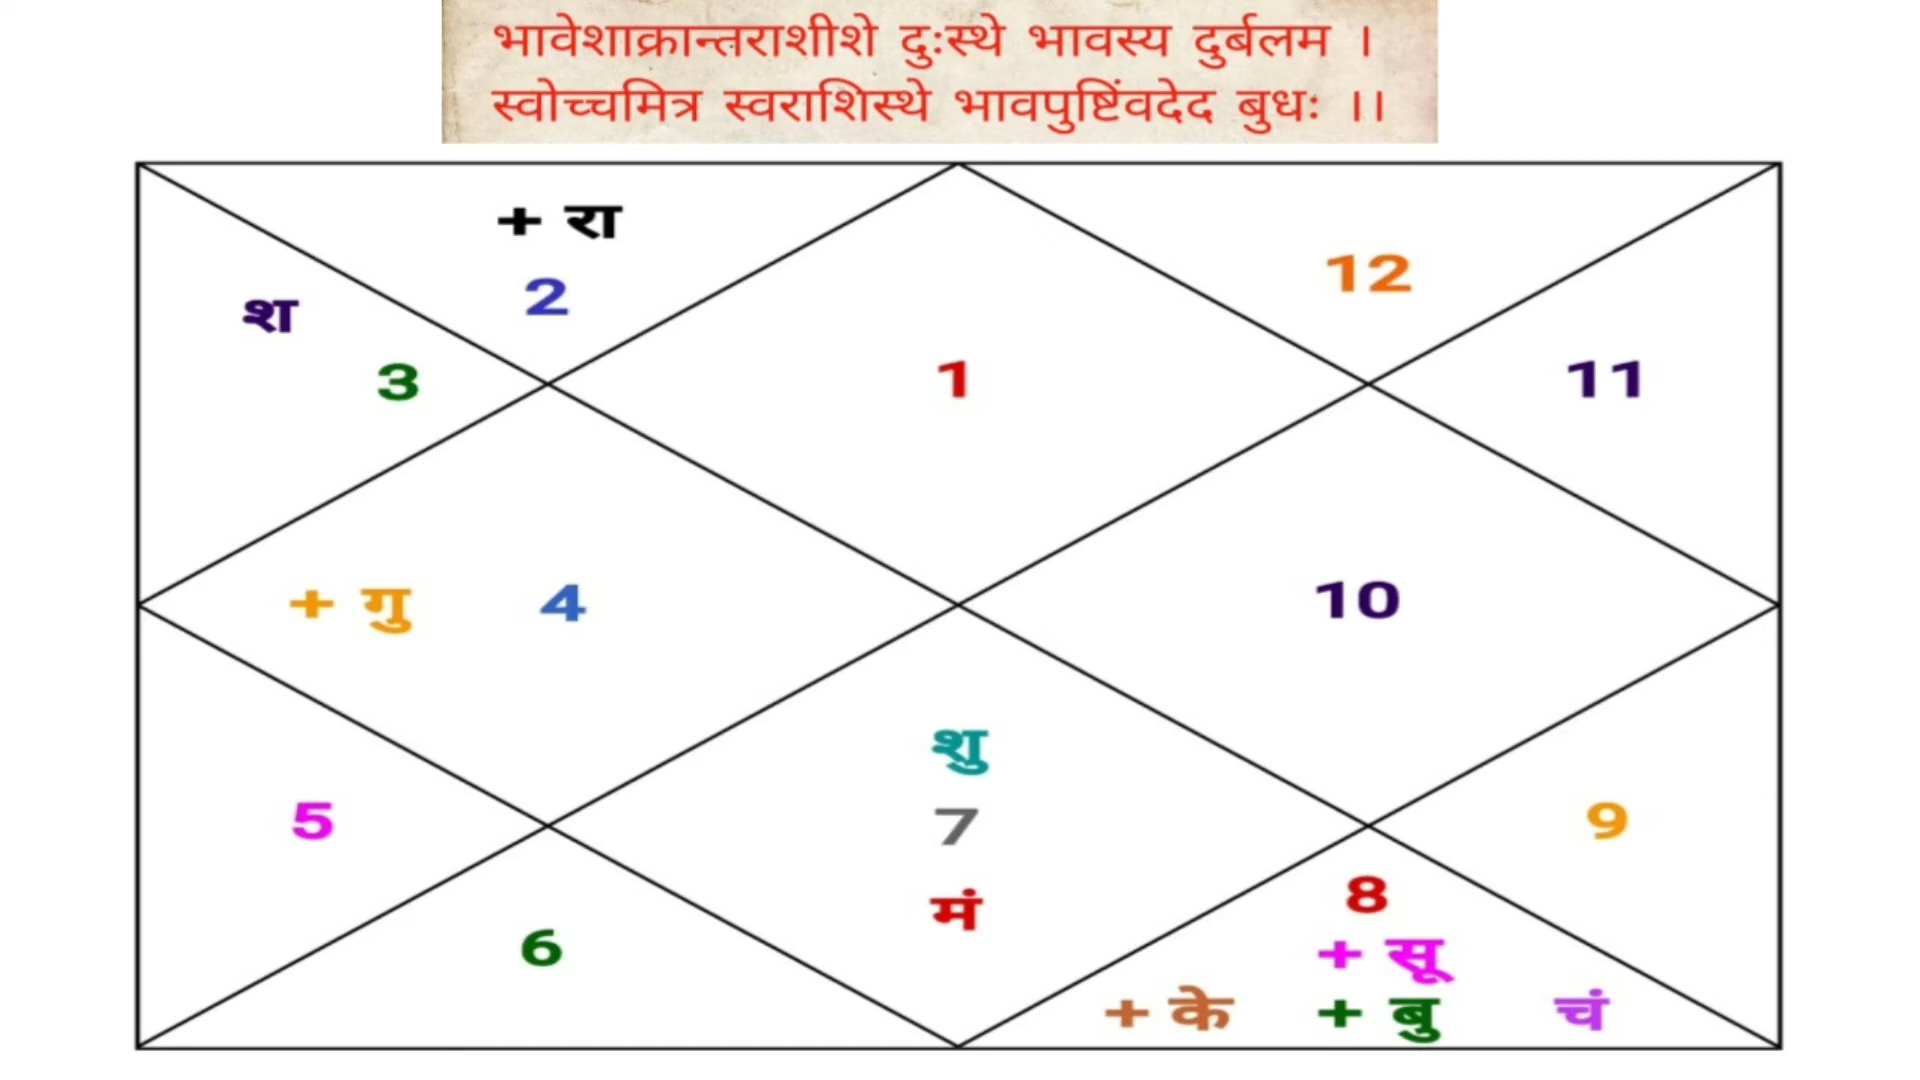 भावेशाक्रान्तराशीशे दुःस्थे भावस्य दुर्बलम ।
स्वोच्चमित्र स्वराशिस्थे भावपुष्टिंवदेद बुधः ।।
+ रा
2
12
श
3
1
11
+ गु 4
10
शु
5
7
9
मं
6
8
+ सू
+ के + बु चं